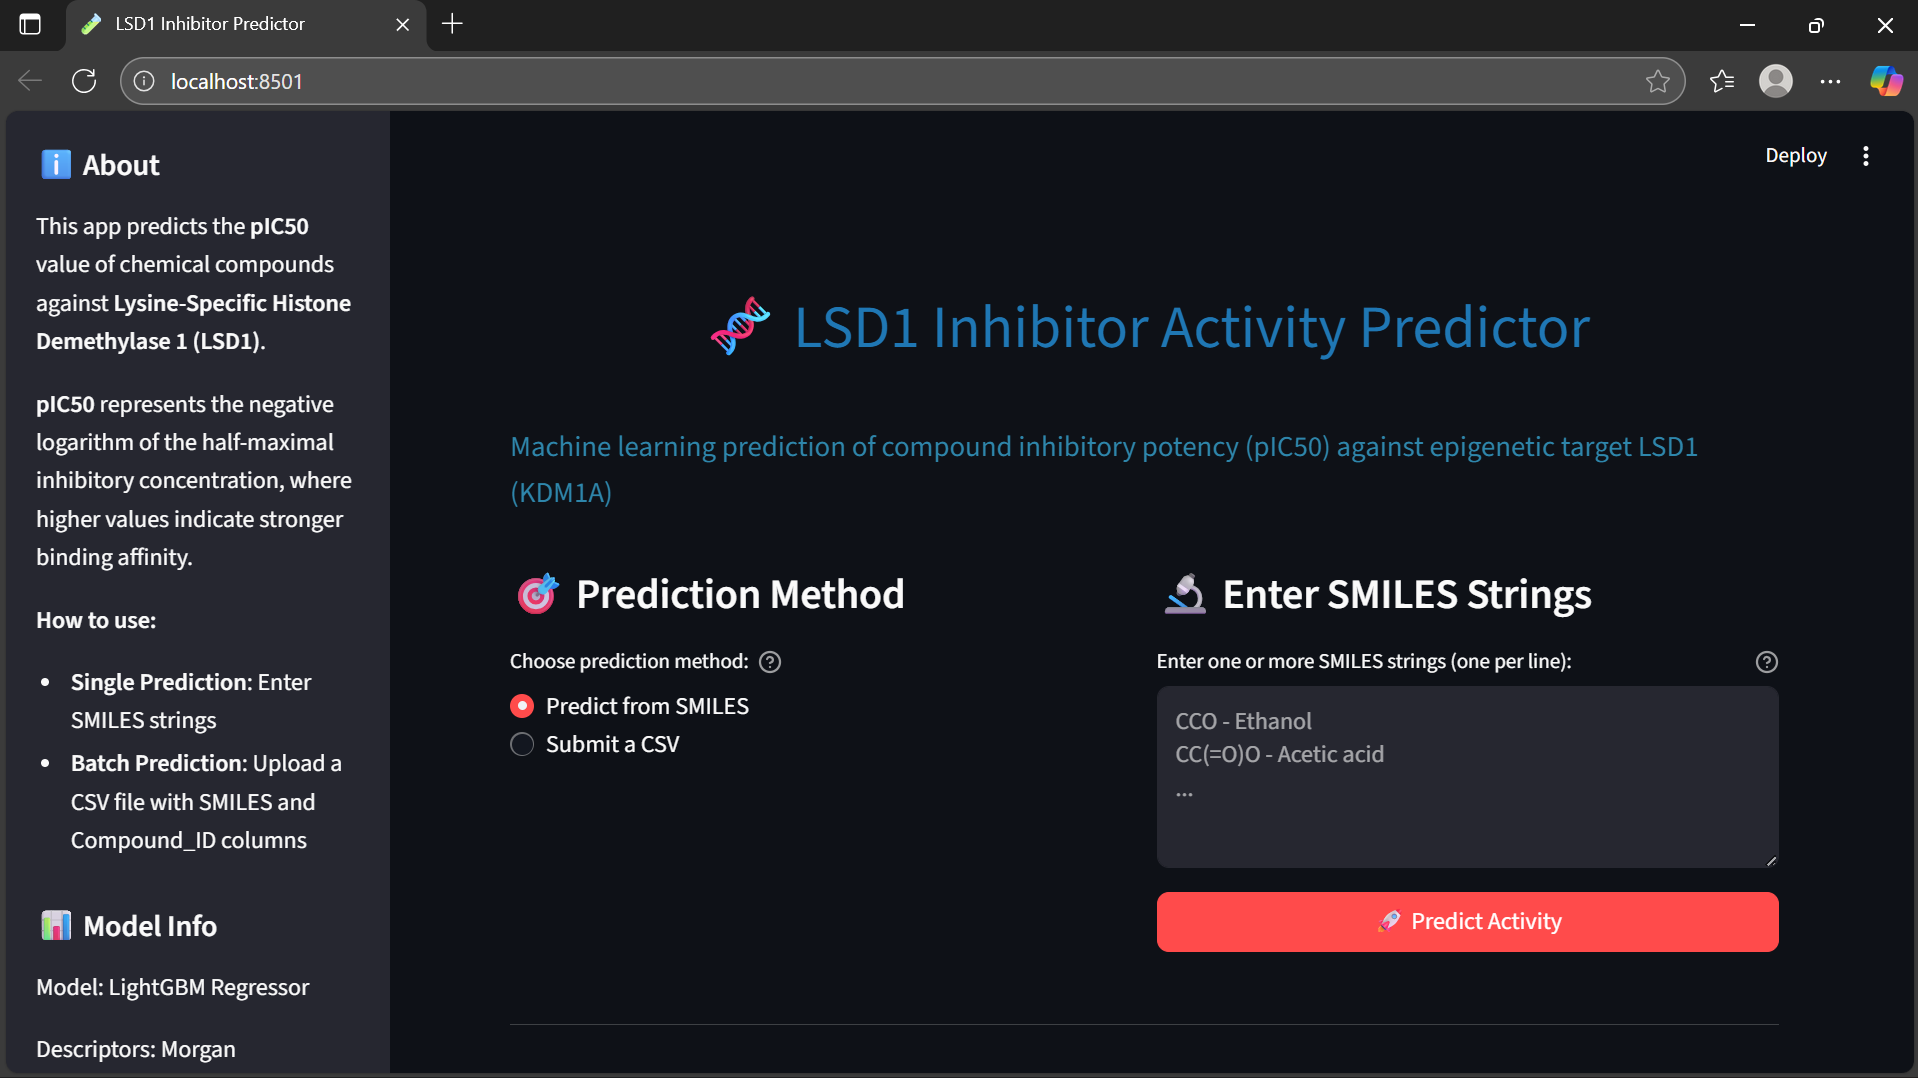 LSD1 Inhibitor Predictor
localhost:8501
About
This app predicts the pIC50
value of chemical compounds
against Lysine-Specific Histone
Demethylase 1 (LSD1).
pIC50 represents the negative
logarithm of the half-maximal
inhibitory concentration, where
higher values indicate stronger
binding affinity.
How to use:
• Single Prediction: Enter
SMILES strings
• Batch Prediction: Upload a
CSV file with SMILES and
Compound_ID columns
Model Info
Model: LightGBM Regressor
Descriptors: Morgan
Deploy
LSD1 Inhibitor Activity Predictor
Machine learning prediction of compound inhibitory potency (pIC50) against epigenetic target LSD1
(KDM1A)
Prediction Method
Choose prediction method:
Predict from SMILES
Submit a CSV
Enter SMILES Strings
Enter one or more SMILES strings (one per line):
CCO - Ethanol
CC(=O)O - Acetic acid
...
Predict Activity